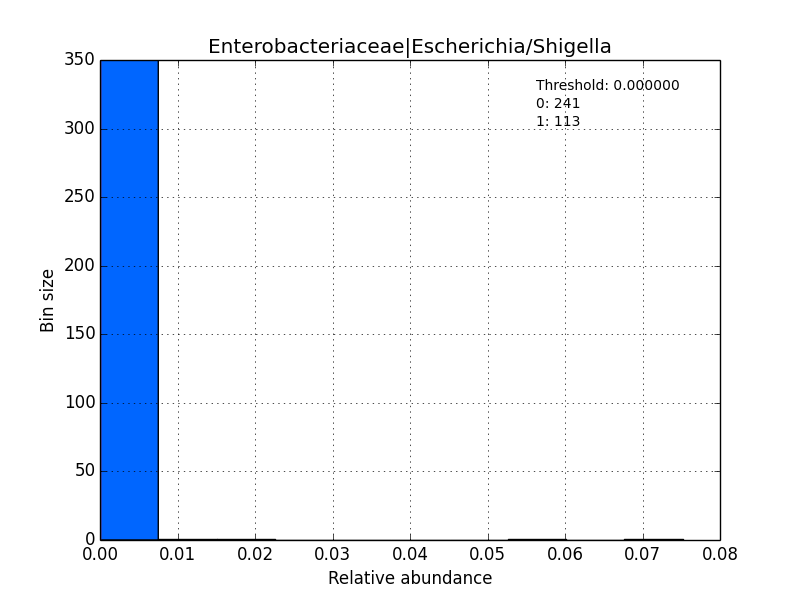 Enterobacteriaceae|Escherichia/Shigella
350
300
250
200
150
100
50
0
Threshold: 0.000000
0: 241
1: 113
Bin size
0.00 0.01 0.02 0.03 0.04 0.05 0.06 0.07 0.08
Relative abundance